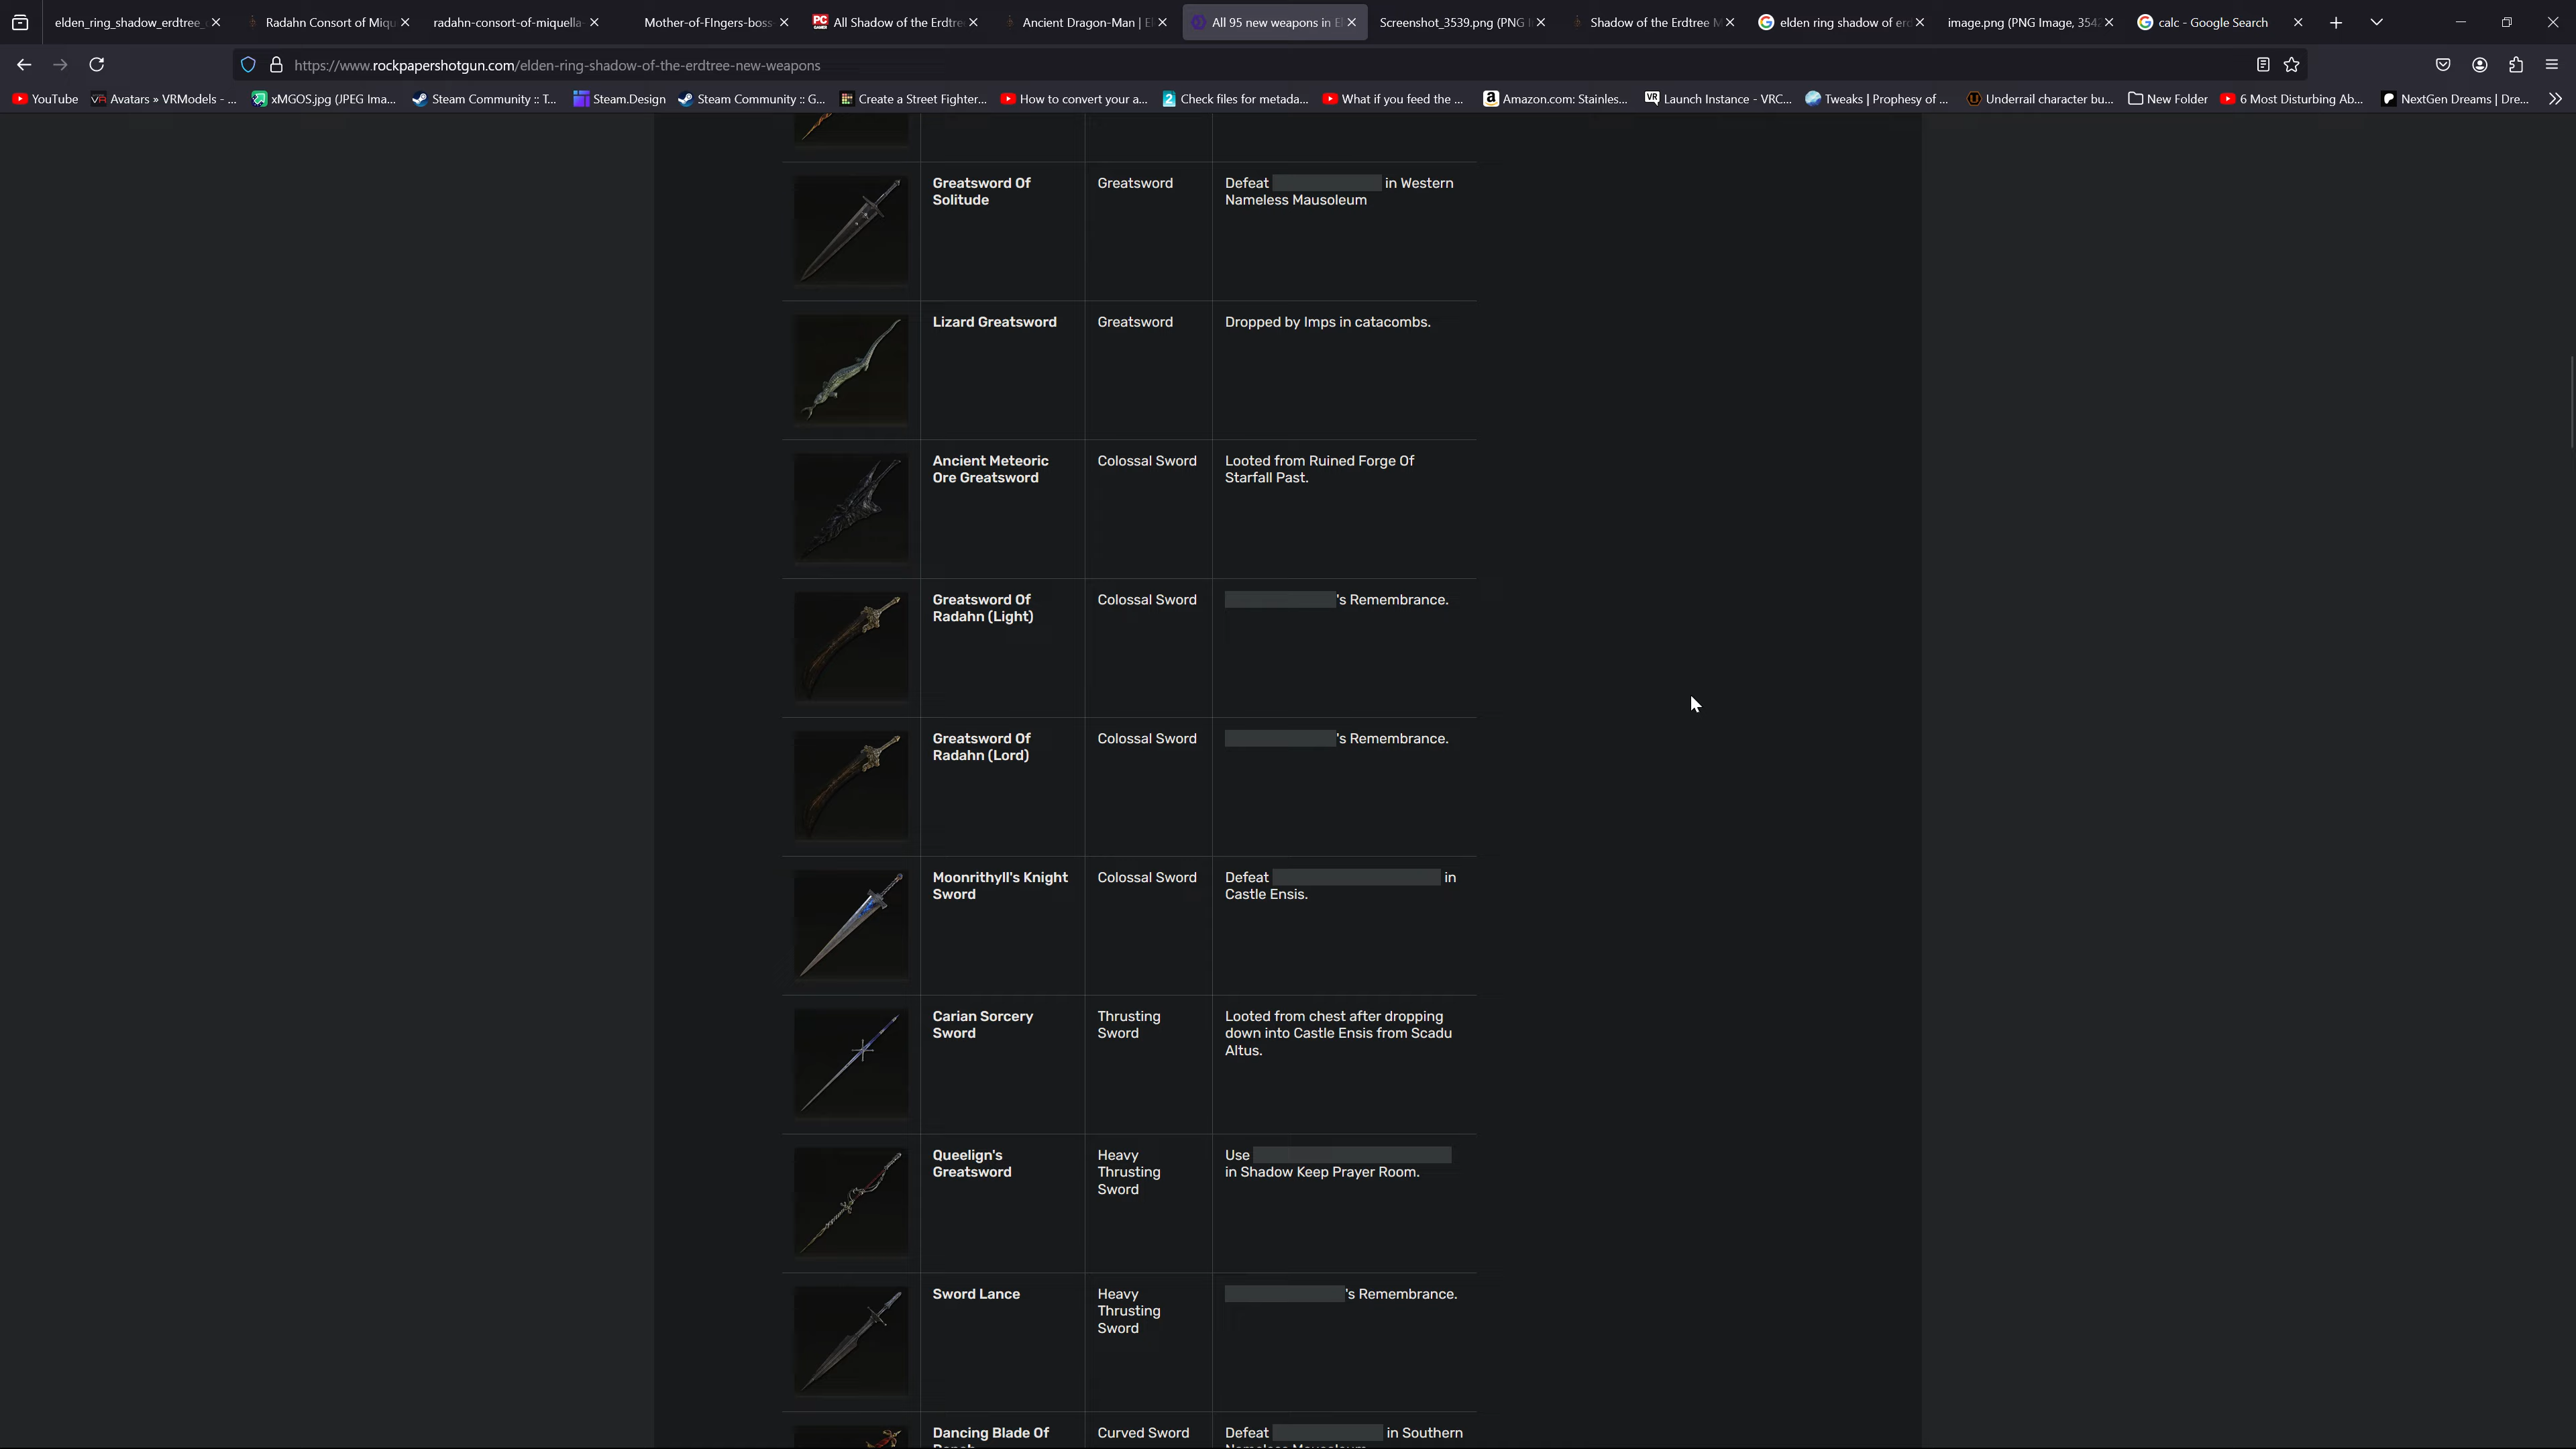 elden_ring_shadow_erdtree_
Radahn Consort of Miqu
radahn-consort-of-miquella-
Mother-of-FIngers-boss
PC GAMES All Shadow of the Erdtre
Ancient Dragon-Man | El
All 95 new weapons in El
Screenshot_3539.png (PNG I
Shadow of the Erdtree M
elden ring shadow of erd
image.png (PNG Image, 354
calc - Google Search
https://www.rockpapershotgun.com/elden-ring-shadow-of-the-erdtree-new-weapons
YouTube
Avatars » VRModels - ...
xMGOS.jpg (JPEG Ima...
Steam Community :: T...
Steam.Design
Steam Community :: G...
Create a Street Fighter...
How to convert your a...
Check files for metada...
What if you feed the ...
Amazon.com: Stainles...
Launch Instance - VRC...
Tweaks | Prophesy of ...
Underrail character bu...
New Folder
6 Most Disturbing Ab...
NextGen Dreams | Dre...
Greatsword Of
Solitude
Greatsword
Defeat in Western
Nameless Mausoleum
Lizard Greatsword
Greatsword
Dropped by Imps in catacombs.
Ancient Meteoric
Ore Greatsword
Colossal Sword
Looted from Ruined Forge Of
Starfall Past.
Greatsword Of
Radahn (Light)
Colossal Sword
's Remembrance.
Greatsword Of
Radahn (Lord)
Colossal Sword
's Remembrance.
Moonrithyll's Knight
Sword
Colossal Sword
Defeat in
Castle Ensis.
Carian Sorcery
Sword
Thrusting
Sword
Looted from chest after dropping
down into Castle Ensis from Scadu
Altus.
Queelign's
Greatsword
Heavy
Thrusting
Sword
Use
in Shadow Keep Prayer Room.
Sword Lance
Heavy
Thrusting
Sword
's Remembrance.
Dancing Blade Of
Curved Sword
Defeat in Southern